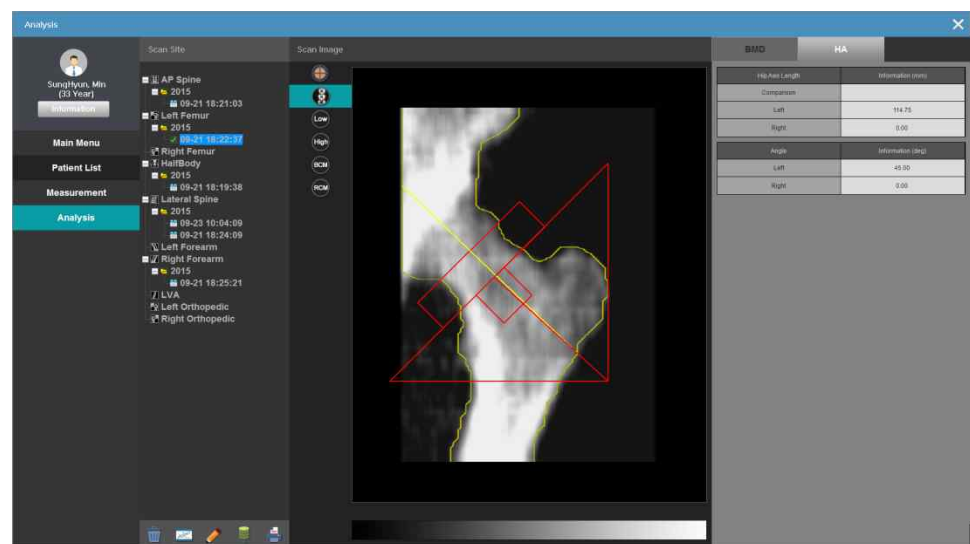 Analysis
SungHyun, Min
(33 Year)
Information
Main Menu
Patient List
Measurement
Analysis
Scan Site
AP Spine
2015
09-21 18:21:03
Left Femur
2015
09-21 18:22:37
Right Femur
HalfBody
2015
09-21 18:19:38
Lateral Spine
2015
09-23 10:04:09
09-21 18:24:09
Left Forearm
Right Forearm
2015
09-21 18:25:21
LVA
Left Orthopedic
Right Orthopedic
Scan Image
Low
High
BCM
RCM
BMD HA
Hip Axis Length Information (mm)
Comparison
Left 114.75
Right 0.00
Angle Information (deg)
Left 45.00
Right 0.00